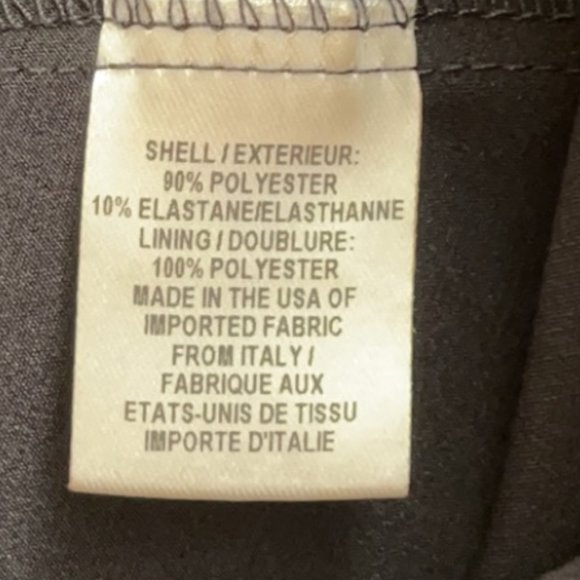 SHELL / EXTERIEUR:
90% POLYESTER
10% ELASTANE/ELASTHANNE
LINING / DOUBLURE:
100% POLYESTER
MADE IN THE USA OF
IMPORTED FABRIC
FROM ITALY /
FABRIQUE AUX
ETATS-UNIS DE TISSU
IMPORTE D'ITALIE